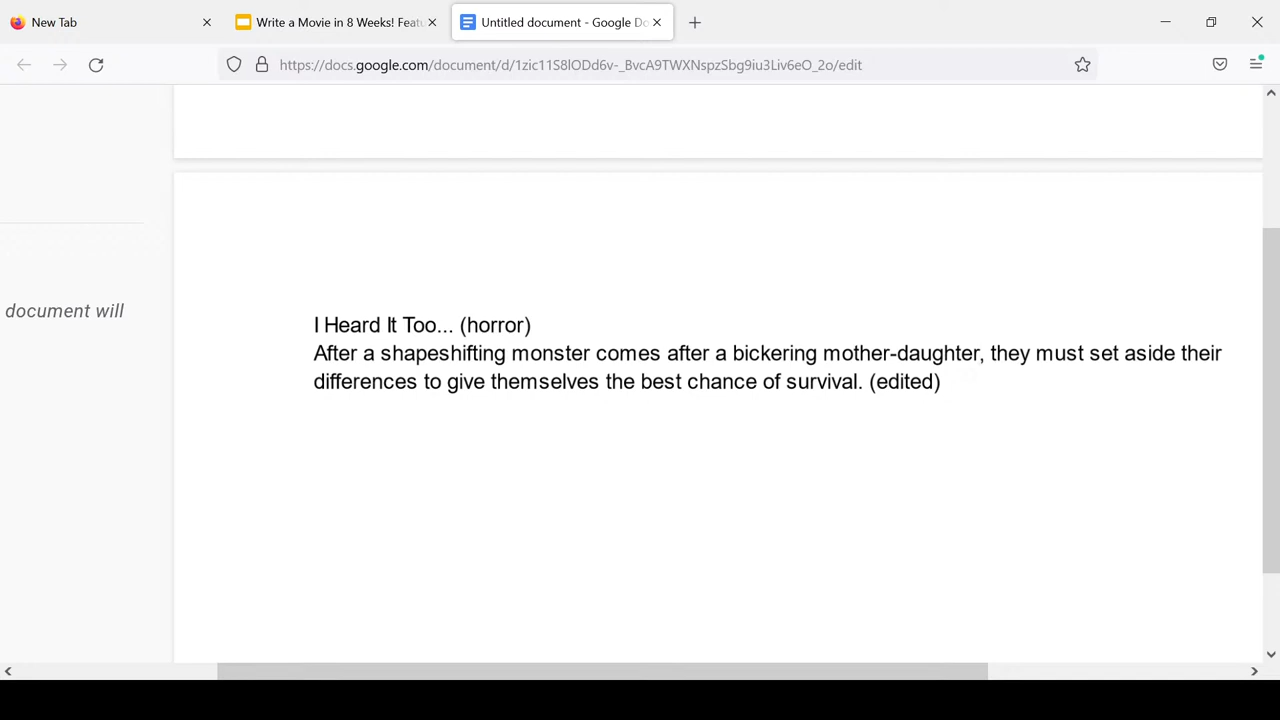 New Tab
Write a Movie in 8 Weeks! Featu
Untitled document - Google Do
https://docs.google.com/document/d/1zic11S8lODd6v-_BvcA9TWXNspzSbg9iu3Liv6eO_2o/edit
document will
I Heard It Too... (horror)
After a shapeshifting monster comes after a bickering mother-daughter, they must set aside their
differences to give themselves the best chance of survival. (edited)